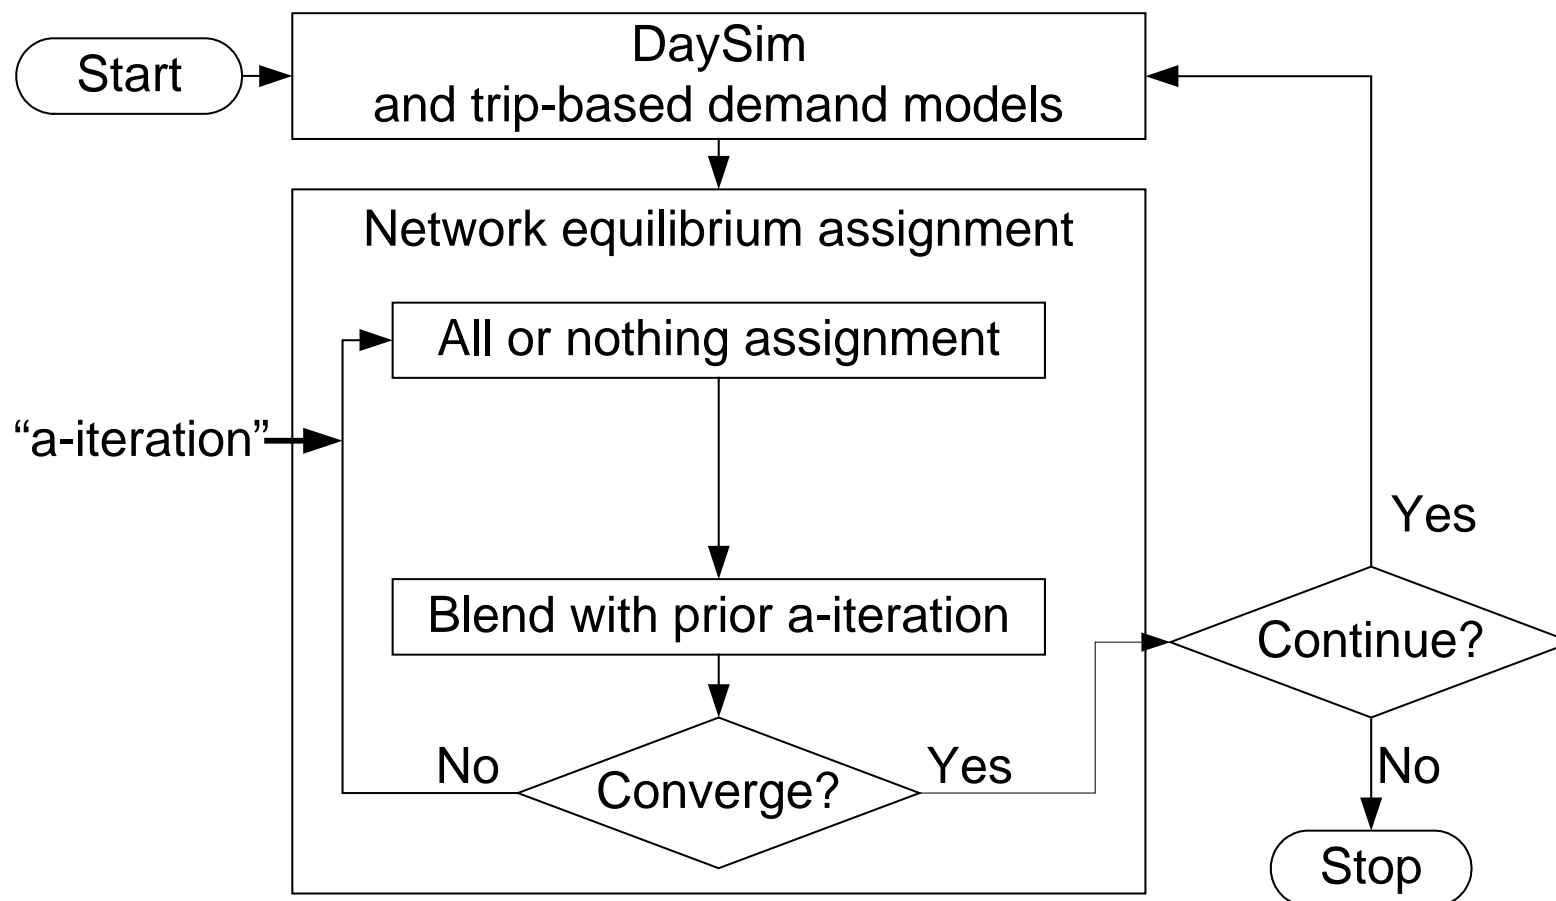 Start
DaySim
and trip-based demand models
Network equilibrium assignment
All or nothing assignment
“a-iteration”
Yes
Blend with prior a-iteration
Continue?
No
Yes
Converge?
No
Stop